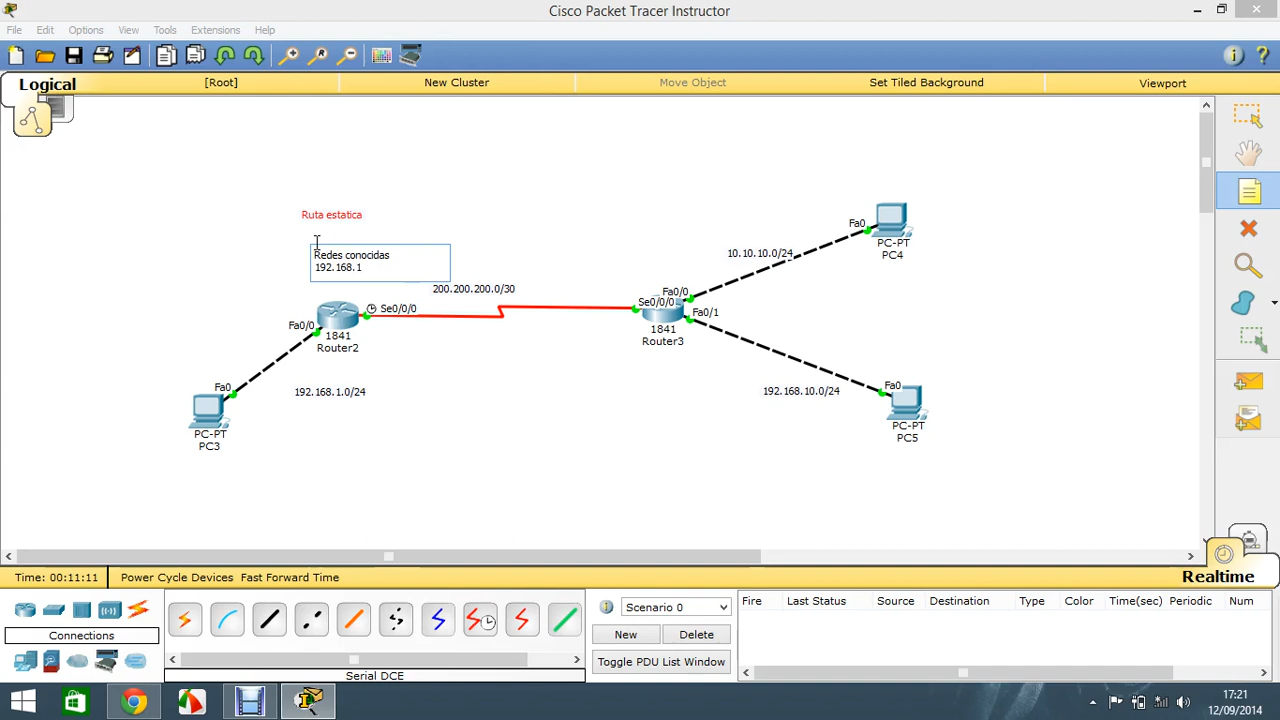 Cisco Packet Tracer Instructor
File Edit Options View Tools Extensions Help
Logical
[Root]
New Cluster
Move Object
Set Tiled Background
Viewport
Ruta estatica
Redes conocidas
192.168.1
200.200.200.0/30
Se0/0/0
Fa0/0
1841
Router2
Fa0
192.168.1.0/24
PC-PT
PC3
Fa0
10.10.10.0/24
PC-PT
PC4
Fa0/0
Se0/0/0
Fa0/1
1841
Router3
Fa0
192.168.10.0/24
PC-PT
PC5
Time: 00:11:11
Power Cycle Devices Fast Forward Time
Realtime
Connections
Serial DCE
Scenario 0
New
Delete
Toggle PDU List Window
Fire Last Status Source Destination Type Color Time(sec) Periodic Num
17:21
12/09/2014